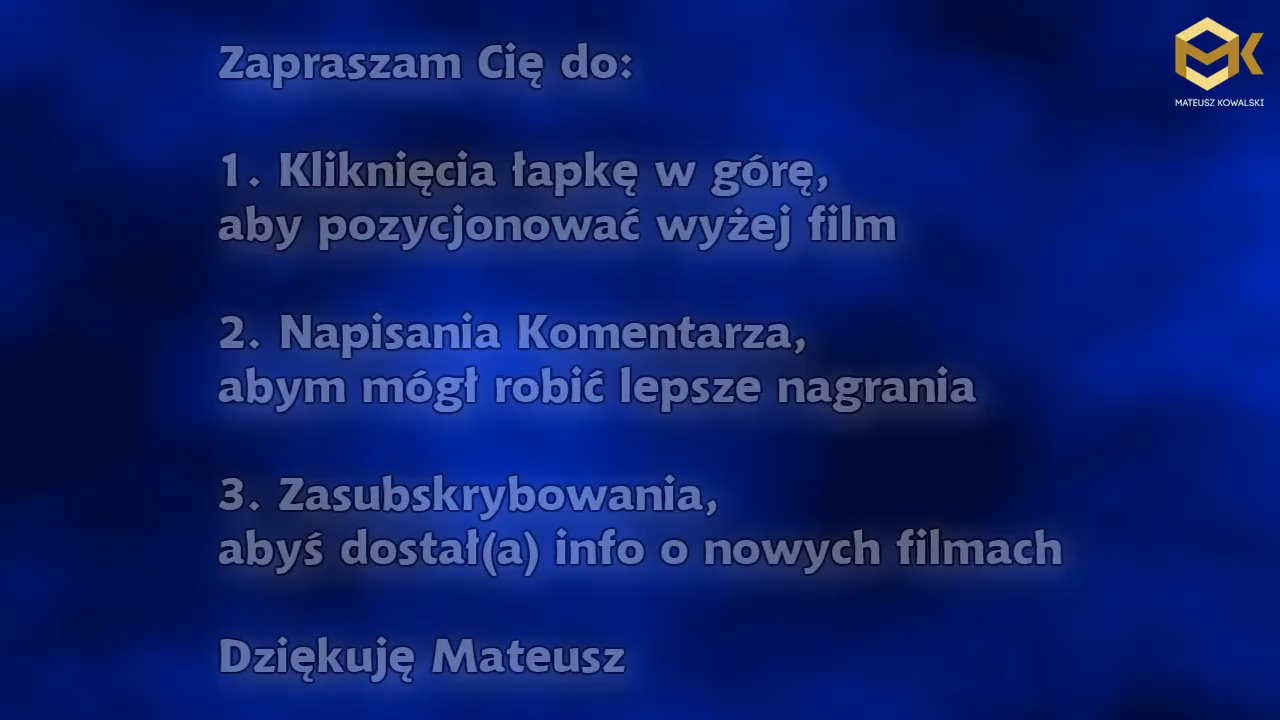 Zapraszam Cię do:
1. Kliknięcia łapkę w górę,
aby pozycjonować wyżej film
2. Napisania Komentarza,
abym mógł robić lepsze nagrania
3. Zasubskrybowania,
abyś dostał(a) info o nowych filmach
Dziękuję Mateusz
MK
MATEUSZ KOWALSKI